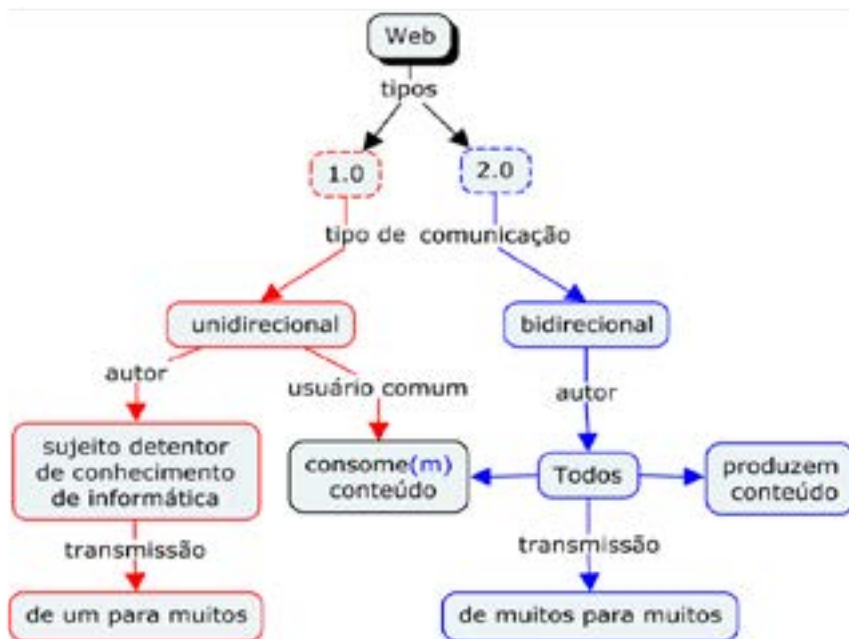 Web
tipos
1.0
2.0
tipo de comunicação
unidirecional
bidirecional
autor
usuário comum
autor
sujeito detentor
de conhecimento
de informática
consome(m)
conteúdo
Todos
produzem
conteúdo
transmissão
transmissão
de um para muitos
de muitos para muitos